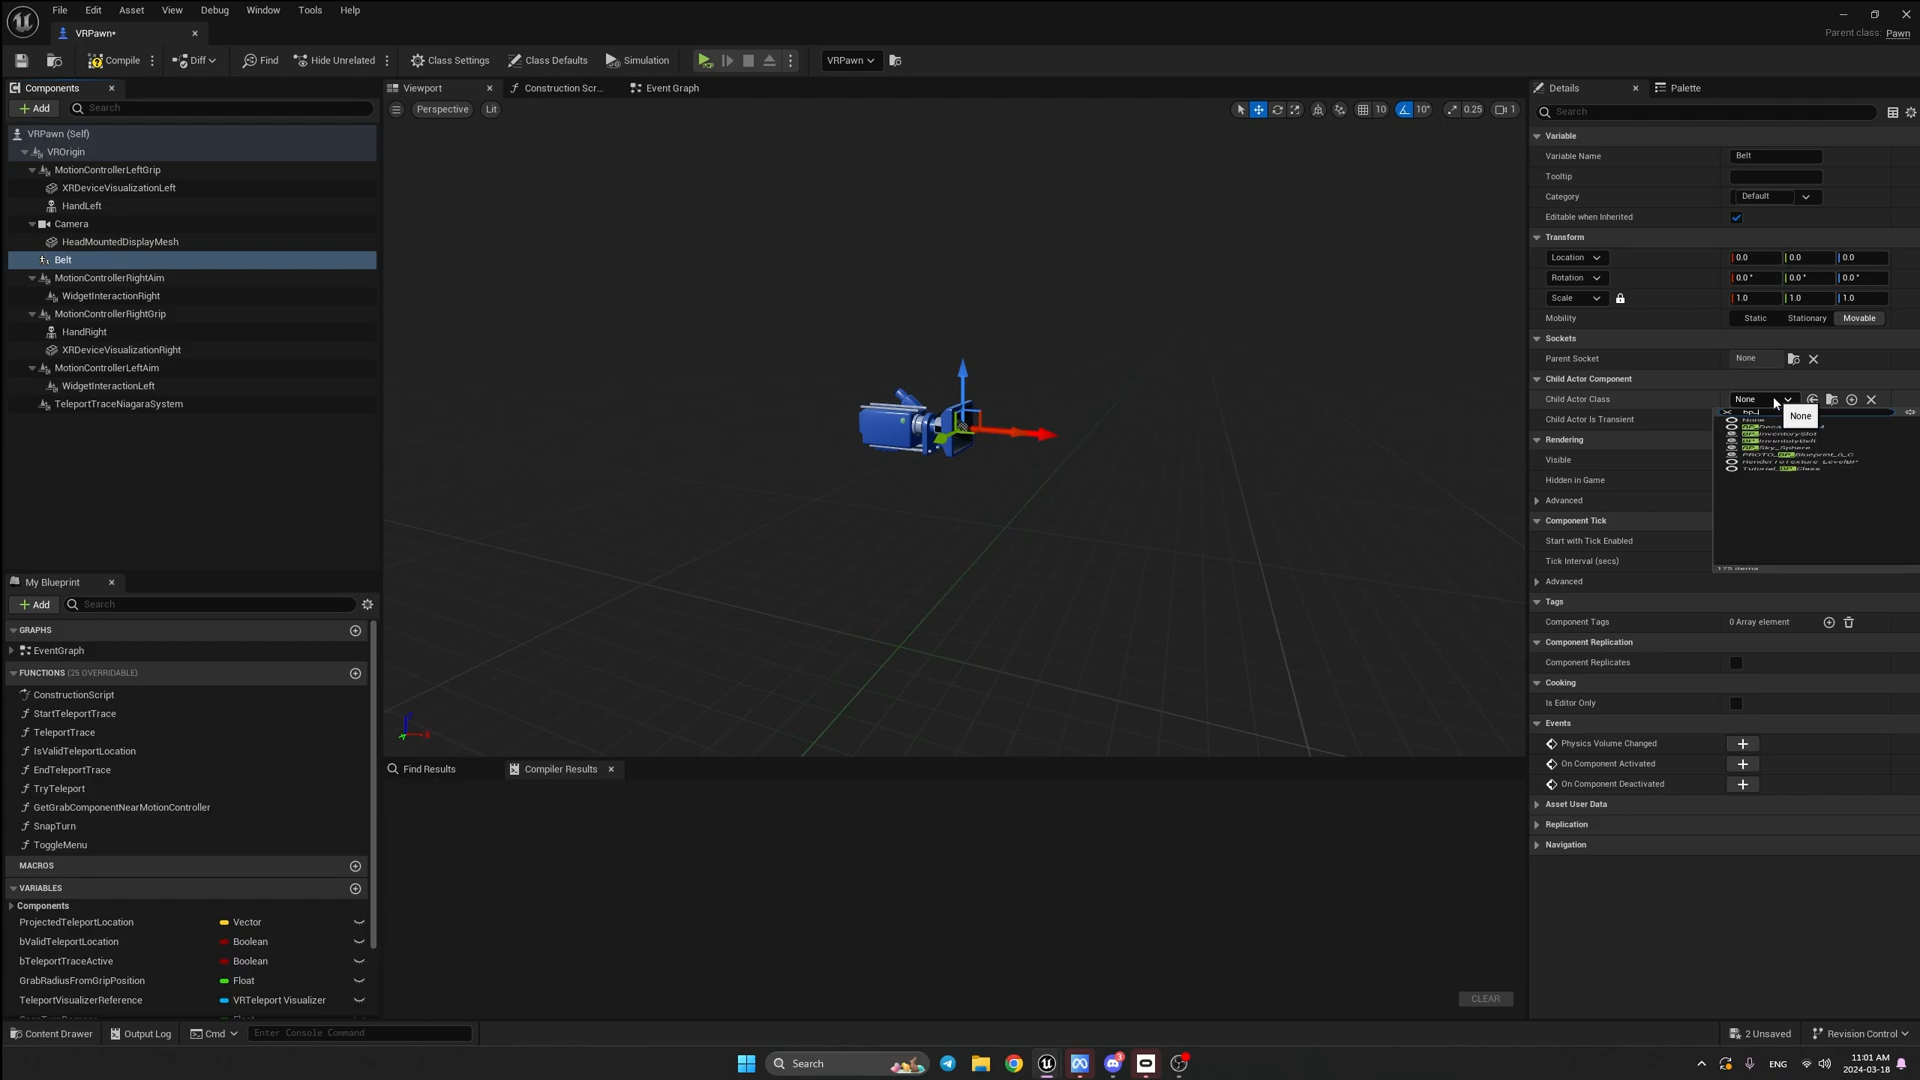 File Edit Asset View Debug Window Tools Help
VRPawn*
Parent class: Pawn
Compile Diff Find Hide Unrelated Class Settings Class Defaults Simulation VRPawn
Components
Add Search
VRPawn (Self)
VROrigin
MotionControllerLeftGrip
XRDeviceVisualizationLeft
HandLeft
Camera
HeadMountedDisplayMesh
Belt
MotionControllerRightAim
WidgetInteractionRight
MotionControllerRightGrip
HandRight
XRDeviceVisualizationRight
MotionControllerLeftAim
WidgetInteractionLeft
TeleportTraceNiagaraSystem
My Blueprint
Add Search
GRAPHS
EventGraph
FUNCTIONS (25 OVERRIDABLE)
ConstructionScript
StartTeleportTrace
TeleportTrace
IsValidTeleportLocation
EndTeleportTrace
TryTeleport
GetGrabComponentNearMotionController
SnapTurn
ToggleMenu
MACROS
VARIABLES
Components
ProjectedTeleportLocation Vector
bValidTeleportLocation Boolean
bTeleportTraceActive Boolean
GrabRadiusFromGripPosition Float
TeleportVisualizerReference VRTeleport Visualizer
Viewport Construction Scr... Event Graph
Perspective Lit
10 10° 0.25 1
X
Find Results Compiler Results
CLEAR
Details Palette
Search
Variable
Variable Name Belt
Tooltip
Category Default
Editable when Inherited
Transform
Location 0.0 0.0 0.0
Rotation 0.0 ° 0.0 ° 0.0 °
Scale 1.0 1.0 1.0
Mobility Static Stationary Movable
Sockets
Parent Socket None
Child Actor Component
Child Actor Class None
None
Child Actor Is Transient
BP_InventorySlot
BP_InventoryBelt
BP_Sky_Sphere
PROTO_BP_Blueprint_0_C
RenderToTexture_LevelBP
Tutorial_BP_Class
Rendering
Visible
Hidden in Game
Advanced
Component Tick
Start with Tick Enabled
Tick Interval (secs)
Advanced
Tags
Component Tags 0 Array element
Component Replication
Component Replicates
Cooking
Is Editor Only
Events
Physics Volume Changed
On Component Activated
On Component Deactivated
Asset User Data
Replication
Navigation
Content Drawer Output Log Cmd Enter Console Command
2 Unsaved Revision Control
Search
3
ENG
11:01 AM
2024-03-18